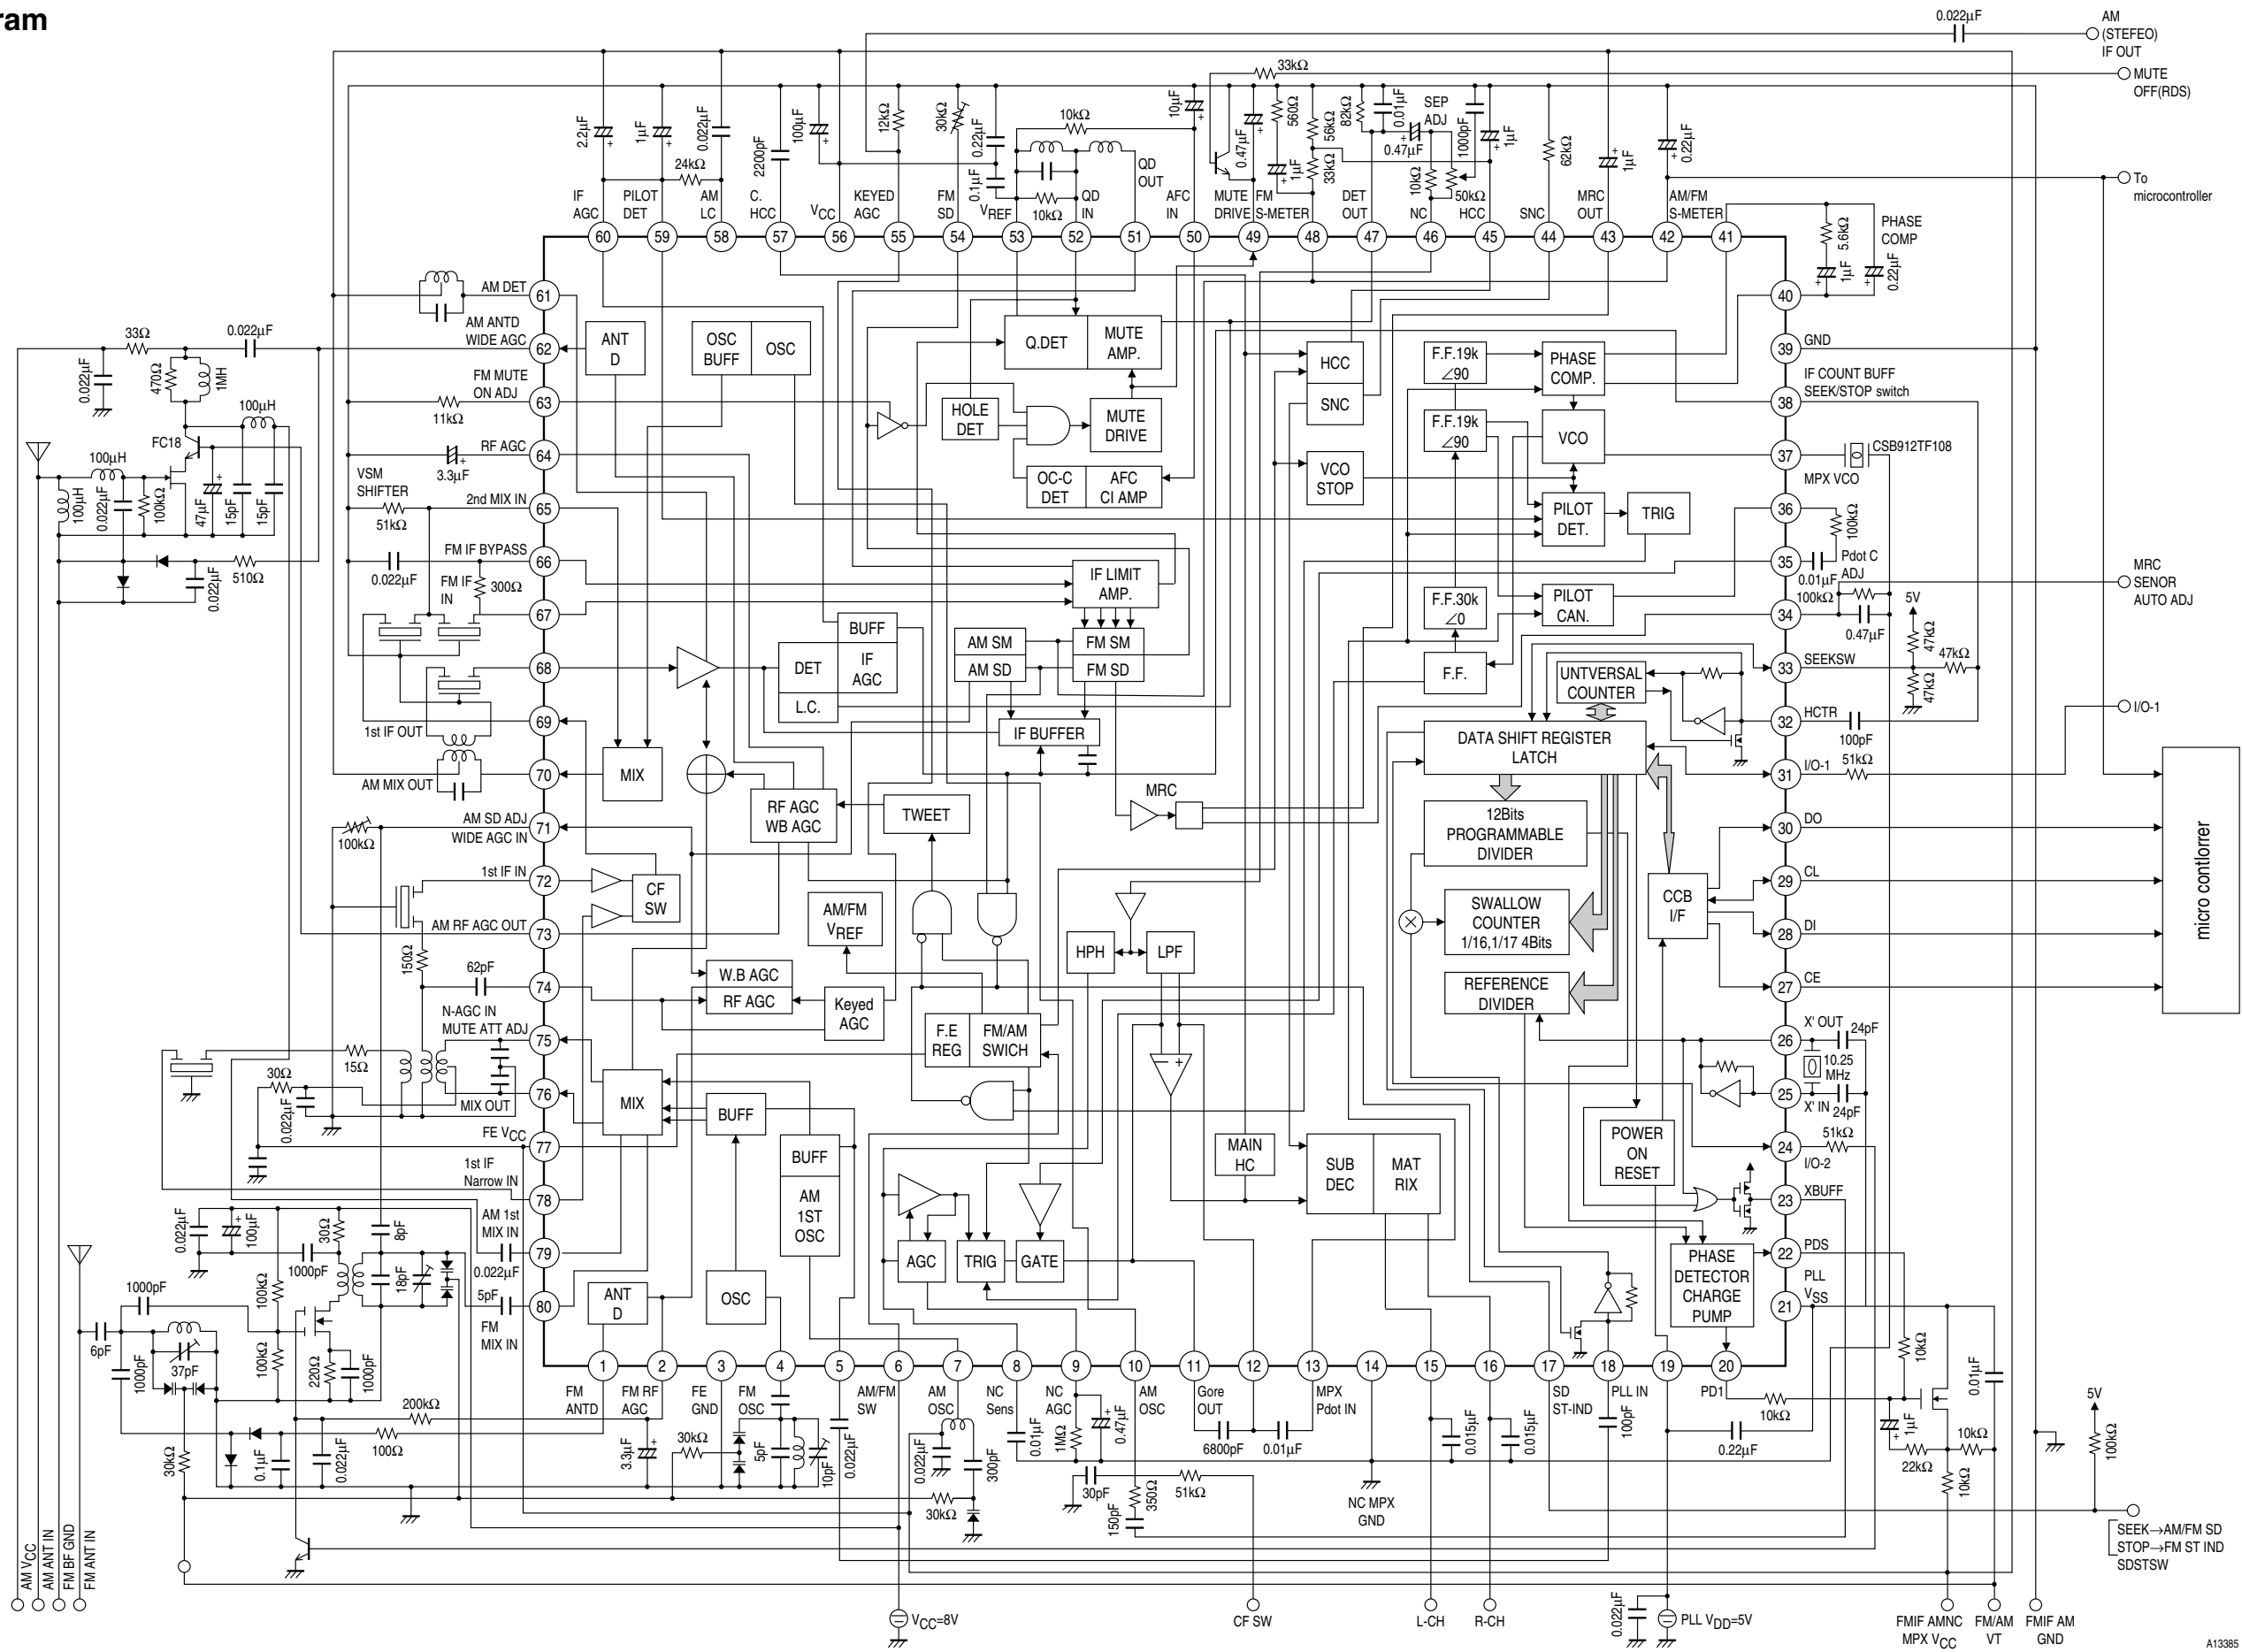 ram
0.022µF
AM
(STEFEO)
IF OUT
33kΩ
MUTE
OFF(RDS)
2.2µF
+
1µF
+
24kΩ
0.022µF
2200pF
100µF
+
12kΩ
30kΩ
0.22µF
0.1µF
10kΩ
10kΩ
QD
OUT
10µF
+
0.47µF
+
560Ω
1µF
+
56kΩ
33kΩ
82kΩ
0.01µF
SEP
ADJ
+
0.47µF
10kΩ
1000pF
50kΩ
1µF
+
62kΩ
1µF
+
0.22µF
+
To
microcontroller
IF
AGC
PILOT
DET
AM
LC
C.
HCC
VCC
KEYED
AGC
FM
SD
VREF
QD
IN
AFC
IN
MUTE
DRIVE
FM
S-METER
DET
OUT
NC
HCC
SNC
MRC
OUT
AM/FM
S-METER
60
59
58
57
56
55
54
53
52
51
50
49
48
47
46
45
44
43
42
41
5.6kΩ
1µF
+
0.22µF
+
PHASE
COMP
AM DET
61
40
AM ANTD
WIDE AGC
62
39
GND
FM MUTE
ON ADJ
63
11kΩ
38
IF COUNT BUFF
SEEK/STOP switch
RF AGC
64
3.3µF
+
37
MPX VCO
CSB912TF108
VSM
SHIFTER
2nd MIX IN
65
51kΩ
36
100kΩ
FM IF BYPASS
66
0.022µF
35
Pdot C
ADJ
0.01µF
FM IF
IN
300Ω
67
34
100kΩ
0.47µF
MRC
SENOR
AUTO ADJ
5V
47kΩ
47kΩ
47kΩ
68
33
SEEKSW
1st IF OUT
69
32
HCTR
100pF
I/O-1
AM MIX OUT
70
31
I/O-1
51kΩ
AM SD ADJ
WIDE AGC IN
71
100kΩ
30
DO
1st IF IN
72
29
CL
AM RF AGC OUT
73
28
DI
150Ω
62pF
74
27
CE
micro contlorrer
N-AGC IN
MUTE ATT ADJ
75
26
X' OUT
24pF
10.25
MHz
MIX OUT
76
25
X' IN
24pF
FE VCC
77
24
I/O-2
51kΩ
1st IF
Narrow IN
78
23
XBUFF
AM 1st
MIX IN
79
0.022µF
22
PDS
5pF
80
FM
MIX IN
21
PLL
VSS
33Ω
0.022µF
0.022µF
470Ω
1MH
100µH
FC18
100µH
100µH
0.022µF
100kΩ
47µF
+
15pF
15pF
510Ω
0.022µF
15Ω
30Ω
0.022µF
0.022µF
100µF
+
30Ω
1000pF
8pF
18pF
1000pF
100kΩ
100kΩ
6pF
37pF
1000pF
220Ω
1000pF
200kΩ
100Ω
30kΩ
0.1µF
0.022µF
ANT
D
OSC
BUFF
OSC
Q.DET
MUTE
AMP.
HOLE
DET
MUTE
DRIVE
OC-C
DET
AFC
CI AMP
HCC
SNC
VCO
STOP
F.F.19k
∠90
F.F.19k
∠90
PHASE
COMP.
VCO
PILOT
DET.
TRIG
F.F.30k
∠0
PILOT
CAN.
F.F.
IF LIMIT
AMP.
BUFF
DET
IF
AGC
L.C.
AM SM
FM SM
AM SD
FM SD
IF BUFFER
UNTVERSAL
COUNTER
DATA SHIFT REGISTER
LATCH
12Bits
PROGRAMMABLE
DIVIDER
SWALLOW
COUNTER
1/16,1/17 4Bits
REFERENCE
DIVIDER
CCB
I/F
MIX
RF AGC
WB AGC
TWEET
MRC
CF
SW
AM/FM
VREF
W.B AGC
RF AGC
Keyed
AGC
F.E
REG
FM/AM
SWICH
HPH
LPF
− +
MIX
BUFF
BUFF
AM
1ST
OSC
OSC
ANT
D
AGC
TRIG
GATE
MAIN
HC
SUB
DEC
MAT
RIX
POWER
ON
RESET
PHASE
DETECTOR
CHARGE
PUMP
1
2
3
4
5
6
7
8
9
10
11
12
13
14
15
16
17
18
19
20
FM
ANTD
FM RF
AGC
FE
GND
FM
OSC
AM/FM
SW
AM
OSC
NC
Sens
NC
AGC
AM
OSC
Gore
OUT
MPX
Pdot IN
SD
ST-IND
PLL IN
PD1
3.3µF
+
30kΩ
5pF
10pF
0.022µF
0.022µF
300pF
30kΩ
0.01µF
1MΩ
0.47µF
+
30pF
150pF
350Ω
51kΩ
6800pF
0.01µF
NC MPX
GND
0.015µF
0.015µF
100pF
10kΩ
0.22µF
10kΩ
1µF
+
22kΩ
10kΩ
10kΩ
0.01µF
5V
100kΩ
SEEK→AM/FM SD
STOP→FM ST IND
SDSTSW
AM VCC
AM ANT IN
FM BF GND
FM ANT IN
VCC=8V
CF SW
L-CH
R-CH
0.022µF
PLL VDD=5V
FMIF AMNC
MPX VCC
FM/AM
VT
FMIF AM
GND
A13385